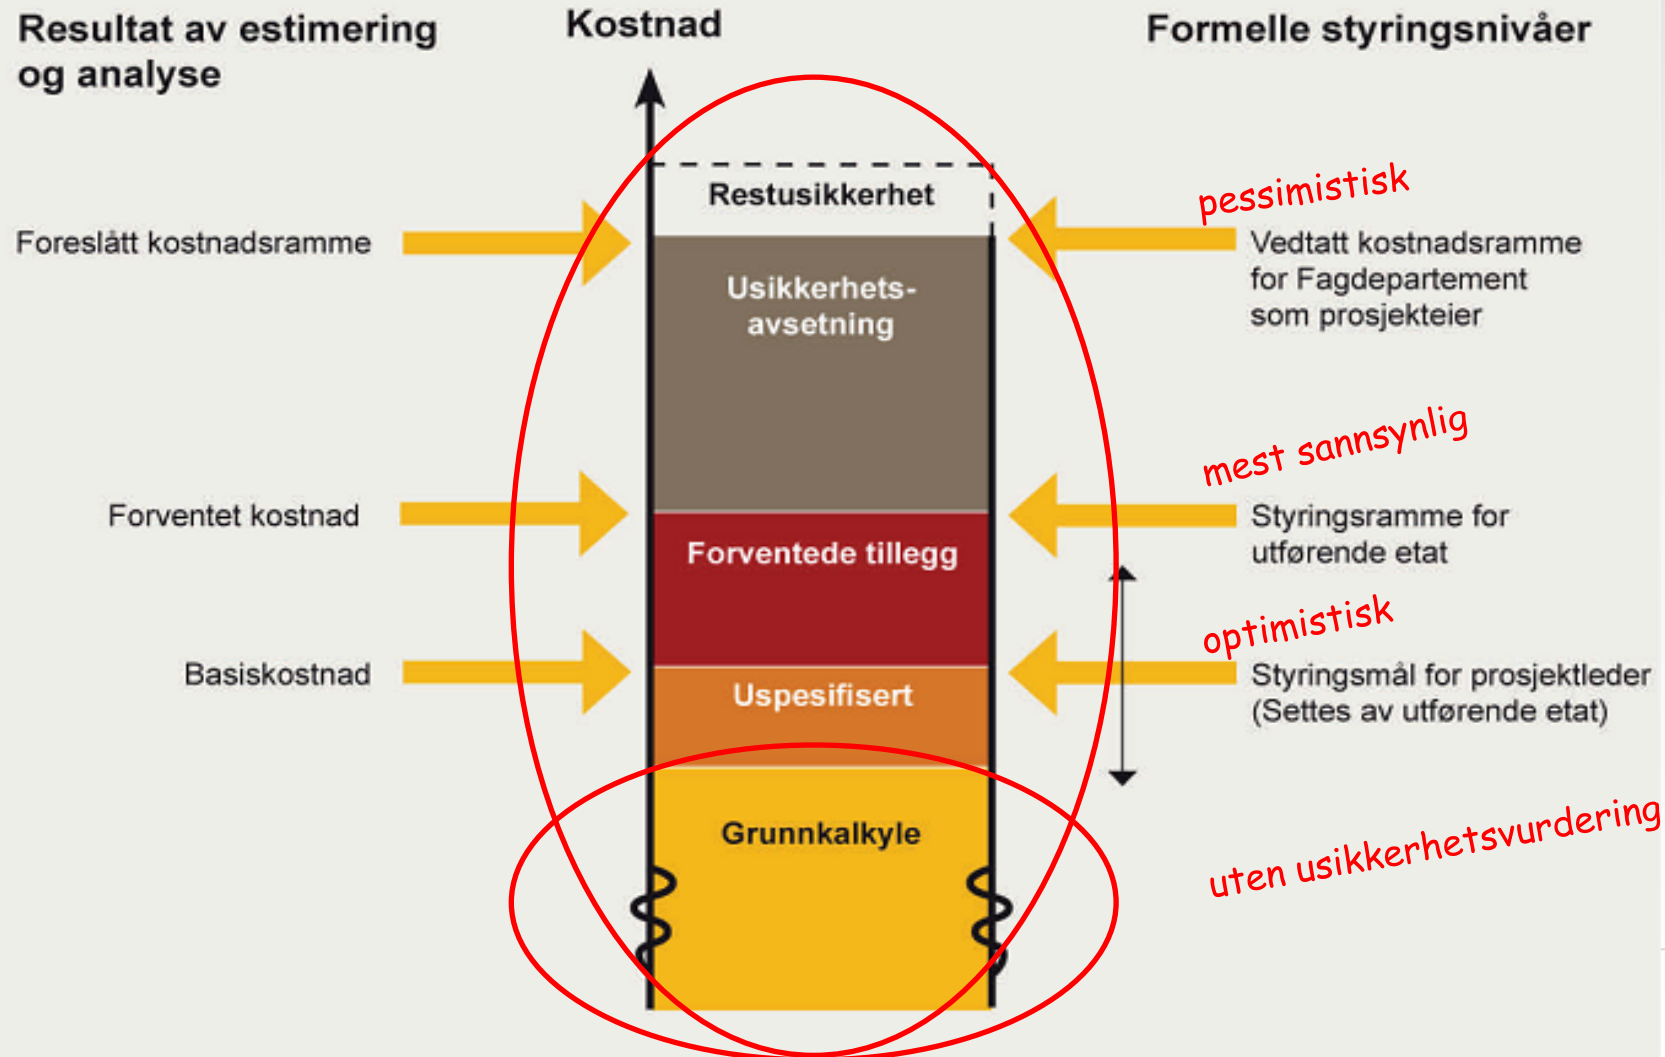 Resultat av estimering
og analyse
Kostnad
Formelle styringsnivåer
Restusikkerhet
pessimistisk
Foreslått kostnadsramme
Vedtatt kostnadsramme
for Fagdepartement
som prosjekteier
Usikkerhets-
avsetning
mest sannsynlig
Forventet kostnad
Styringsramme for
utførende etat
Forventede tillegg
optimistisk
Basiskostnad
Styringsmål for prosjektleder
(Settes av utførende etat)
Uspesifisert
Grunnkalkyle
uten usikkerhetsvurdering